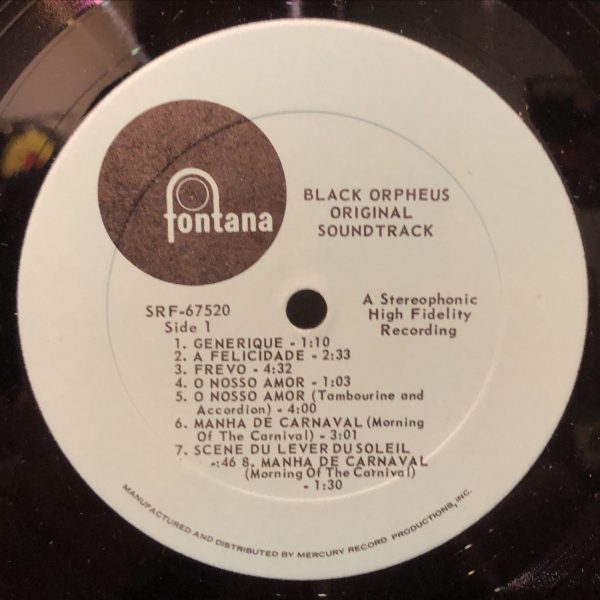 fontana
BLACK ORPHEUS
ORIGINAL
SOUNDTRACK
SRF-67520
Side 1
A Stereophonic
High Fidelity
Recording
1. GENERIQUE - 1:10
2. A FELICIDADE - 2:33
3. FREVO - 4:32
4. O NOSSO AMOR - 1:03
5. O NOSSO AMOR (Tambourine and
Accordion) - 4:00
6. MANHA DE CARNAVAL (Morning
Of The Carnival) - 3:01
7. SCENE DU LEVER DU SOLEIL
-:46 8. MANHA DE CARNAVAL
(Morning Of The Carnival)
- 1:30
MANUFACTURED AND DISTRIBUTED BY MERCURY RECORD PRODUCTIONS, INC.